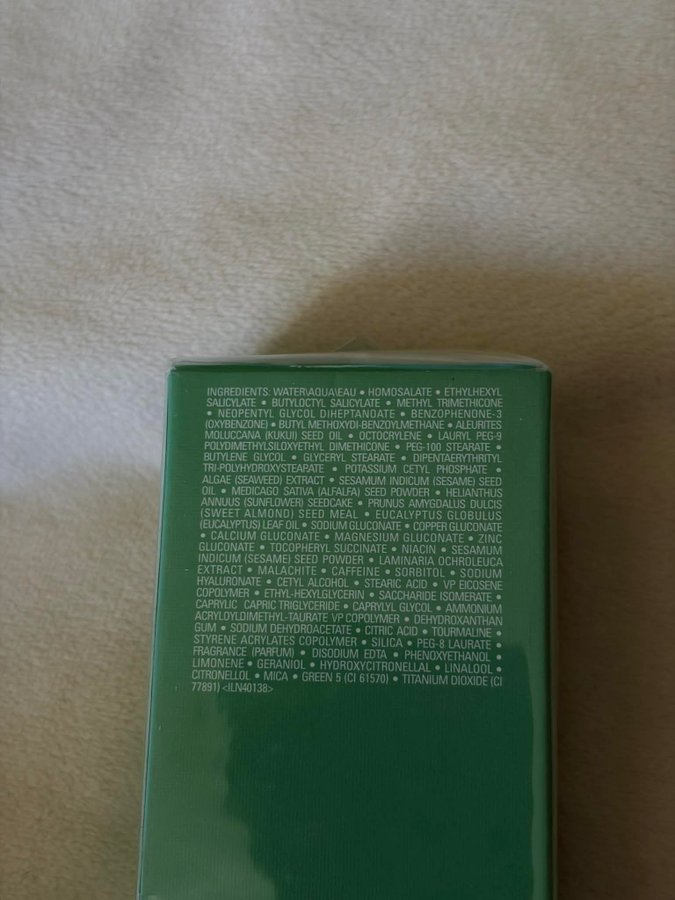 INGREDIENTS: WATER\AQUA\EAU • HOMOSALATE • ETHYLHEXYL
SALICYLATE • BUTYLOCTYL SALICYLATE • METHYL TRIMETHICONE
• NEOPENTYL GLYCOL DIHEPTANOATE • BENZOPHENONE-3
(OXYBENZONE) • BUTYL METHOXYDI-BENZOYLMETHANE • ALEURITES
MOLUCCANA (KUKUI) SEED OIL • OCTOCRYLENE • LAURYL PEG-9
POLYDIMETHYLSILOXYETHYL DIMETHICONE • PEG-100 STEARATE •
BUTYLENE GLYCOL • GLYCERYL STEARATE • DIPENTAERYTHRITYL
TRI-POLYHYDROXYSTEARATE • POTASSIUM CETYL PHOSPHATE •
ALGAE (SEAWEED) EXTRACT • SESAMUM INDICUM (SESAME) SEED
OIL • MEDICAGO SATIVA (ALFALFA) SEED POWDER • HELIANTHUS
ANNUUS (SUNFLOWER) SEEDCAKE • PRUNUS AMYGDALUS DULCIS
(SWEET ALMOND) SEED MEAL • EUCALYPTUS GLOBULUS
(EUCALYPTUS) LEAF OIL • SODIUM GLUCONATE • COPPER GLUCONATE
• CALCIUM GLUCONATE • MAGNESIUM GLUCONATE • ZINC
GLUCONATE • TOCOPHERYL SUCCINATE • NIACIN • SESAMUM
INDICUM (SESAME) SEED POWDER • LAMINARIA OCHROLEUCA
EXTRACT • MALACHITE • CAFFEINE • SORBITOL • SODIUM
HYALURONATE • CETYL ALCOHOL • STEARIC ACID • VP EICOSENE
COPOLYMER • ETHYL-HEXYLGLYCERIN • SACCHARIDE ISOMERATE •
CAPRYLIC CAPRIC TRIGLYCERIDE • CAPRYLYL GLYCOL • AMMONIUM
ACRYLOYLDIMETHYL-TAURATE VP COPOLYMER • DEHYDROXANTHAN
GUM • SODIUM DEHYDROACETATE • CITRIC ACID • TOURMALINE •
STYRENE ACRYLATES COPOLYMER • SILICA • PEG-8 LAURATE •
FRAGRANCE (PARFUM) • DISODIUM EDTA • PHENOXYETHANOL •
LIMONENE • GERANIOL • HYDROXYCITRONELLAL • LINALOOL •
CITRONELLOL • MICA • GREEN 5 (CI 61570) • TITANIUM DIOXIDE (CI
77891) <ILN40138>